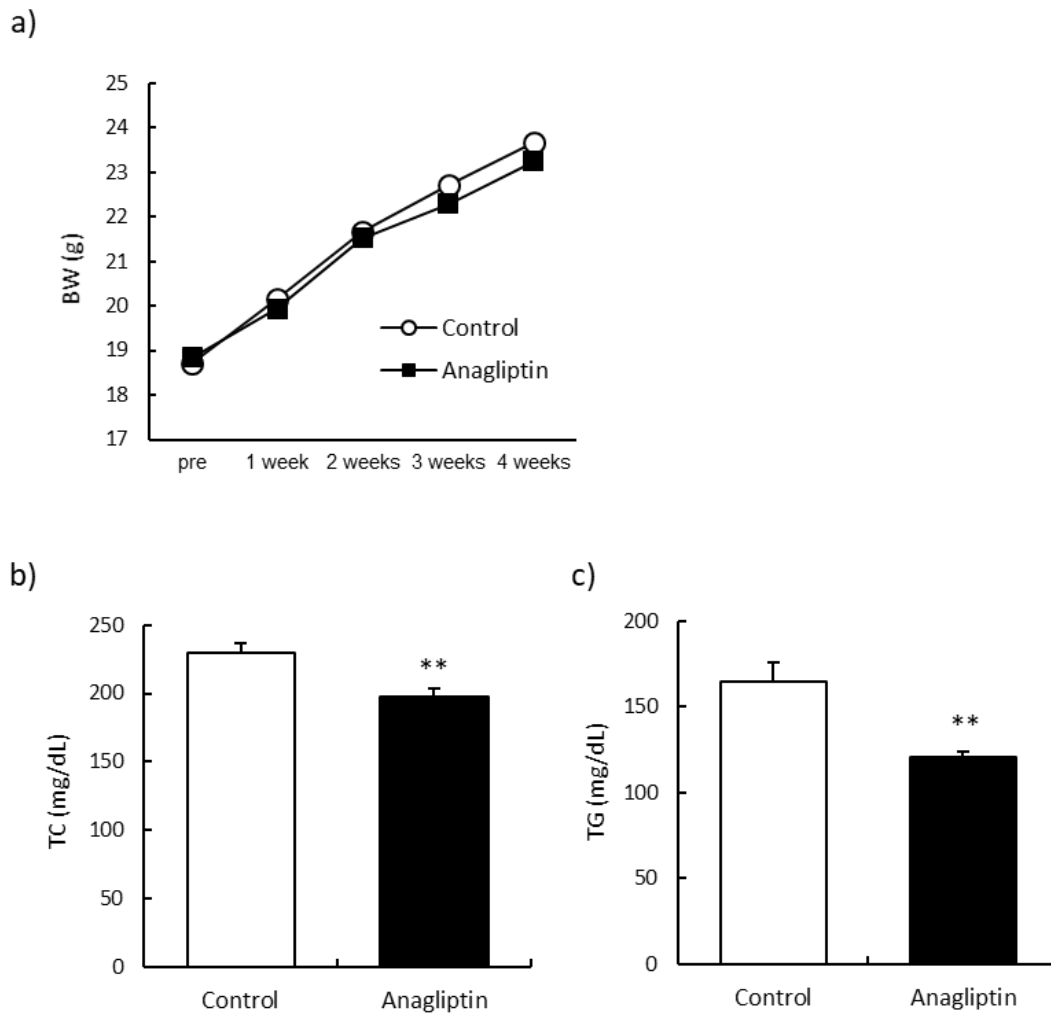 a)
25
24
23
22
21
20
19
18
17
BW (g)
Control
Anagliptin
pre 1 week 2 weeks 3 weeks 4 weeks
b)
250
200
150
100
50
0
TC (mg/dL)
**
Control Anagliptin
c)
200
150
100
50
0
TG (mg/dL)
**
Control Anagliptin